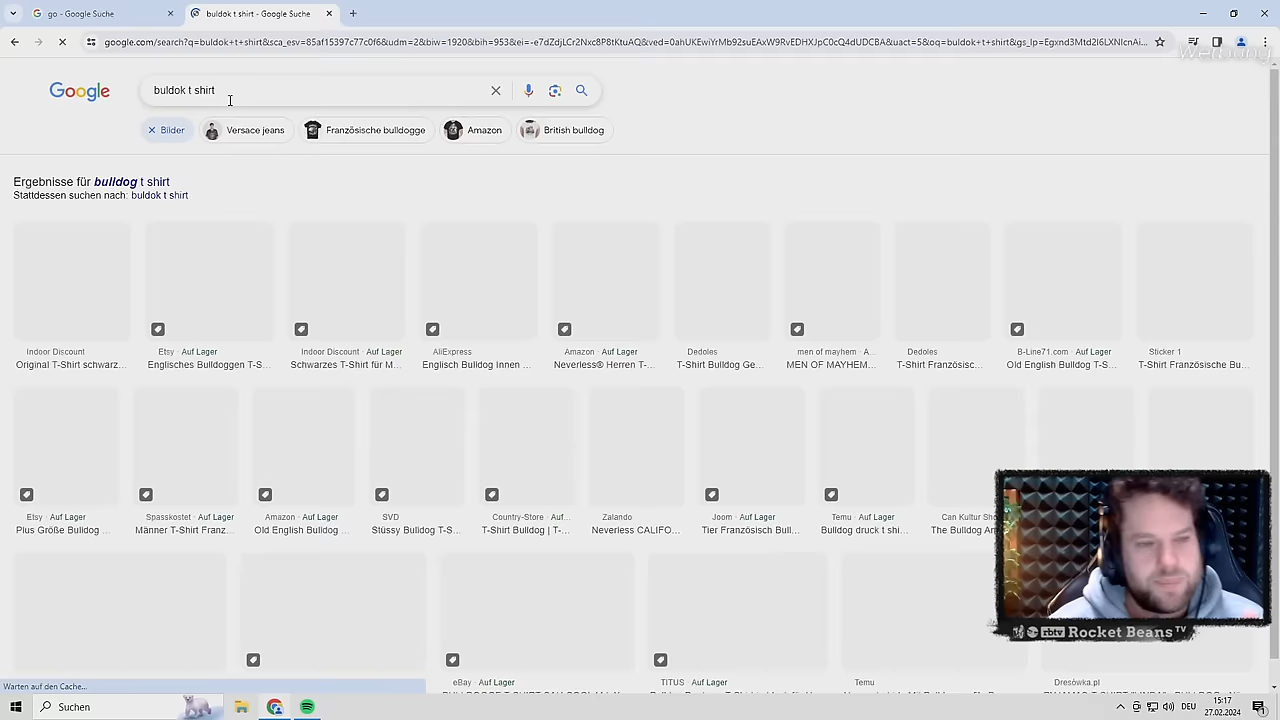 go - Google Suche
buldok t shirt - Google Suche
google.com/search?q=buldok+t+shirt&sca_esv=85af15397c77c0f6&udm=2&biw=1920&bih=953&ei=-e7dZdjLCr2Nxc8P8tKtuAQ&ved=0ahUKEwiYrMb92suEAxW9RvEDHXJpC0cQ4dUDCBA&uact=5&oq=buldok+t+shirt&gs_lp=Egxnd3Mtd2l6LXNlcnAi...
Google
buldok t shirt
Bilder
Versace jeans
Französische bulldogge
Amazon
British bulldog
Ergebnisse für bulldog t shirt
Stattdessen suchen nach: buldok t shirt
Indoor Discount
Etsy · Auf Lager
Indoor Discount · Auf Lager
AliExpress
Amazon · Auf Lager
Dedoles
men of mayhem · A...
Dedoles
B-Line71.com · Auf Lager
Sticker 1
Original T-Shirt schwarz...
Englisches Bulldoggen T-S...
Schwarzes T-Shirt für M...
Englisch Bulldog Innen ...
Neverless® Herren T-...
T-Shirt Bulldog Ge...
MEN OF MAYHEM...
T-Shirt Französisc...
Old English Bulldog T-S...
T-Shirt Französische Bu...
Etsy · Auf Lager
Spasskostet · Auf Lager
Amazon · Auf Lager
SVD
Country-Store · Auf...
Zalando
Joom · Auf Lager
Temu · Auf Lager
Can Kultur Sho
Plus Größe Bulldog ...
Männer T-Shirt Franz...
Old English Bulldog ...
Stüssy Bulldog T-S...
T-Shirt Bulldog | T-...
Neverless CALIFO...
Tier Französisch Bull...
Bulldog druck t shi...
The Bulldog Am
rbtv Rocket Beans TV
eBay · Auf Lager
TITUS · Auf Lager
Temu
Dresówka.pl
Warten auf den Cache...
Suchen
DEU
15:17
27.02.2024